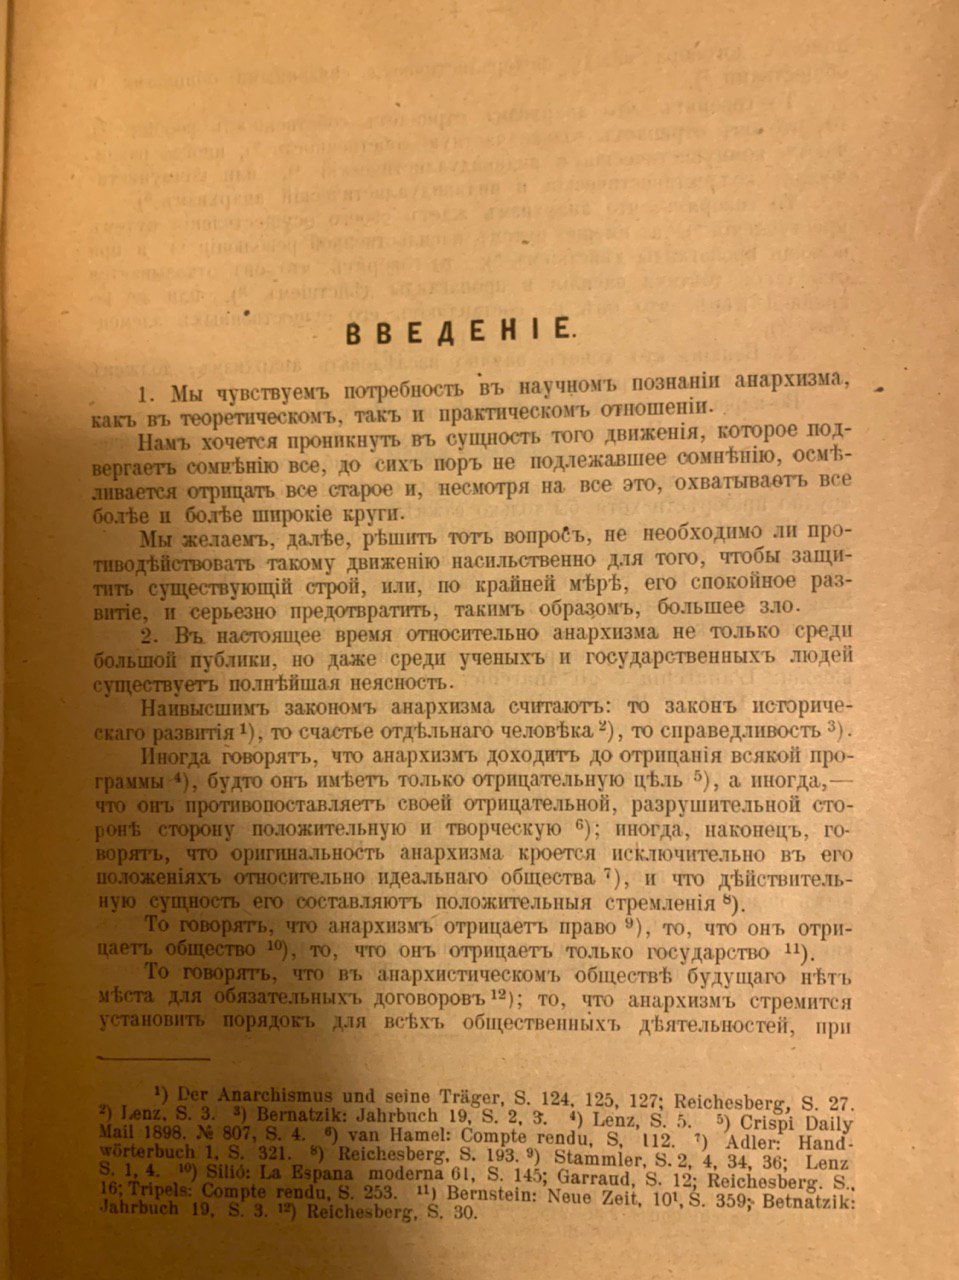 ВВЕДЕНІЕ.
1. Мы чувствуемъ потребность въ научномъ познаніи анархизма,
какъ въ теоретическомъ, такъ и практическомъ отношеніи.
Намъ хочется проникнуть въ сущность того движенія, которое под-
вергаетъ сомнѣнію все, до сихъ поръ не подлежавшее сомнѣнію, осмѣ-
ливается отрицать все старое и, несмотря на все это, охватываетъ все
болѣе и болѣе широкіе круги.
Мы желаемъ, далѣе, рѣшить тотъ вопросъ, не необходимо ли про-
тиводѣйствовать такому движенію насильственно для того, чтобы защи-
тить существующій строй, или, по крайней мѣрѣ, его спокойное раз-
витіе, и серьезно предотвратить, такимъ образомъ, большее зло.
2. Въ настоящее время относительно анархизма не только среди
большой публики, но даже среди ученыхъ и государственныхъ людей
существуетъ полнѣйшая неясность.
Наивысшимъ закономъ анархизма считаютъ: то законъ историче-
скаго развитія ¹), то счастье отдѣльнаго человѣка ²), то справедливость ³).
Иногда говорятъ, что анархизмъ доходитъ до отрицанія всякой про-
граммы ⁴), будто онъ имѣетъ только отрицательную цѣль ⁵), а иногда,—
что онъ противопоставляетъ своей отрицательной, разрушительной сто-
ронѣ сторону положительную и творческую ⁶); иногда, наконецъ, го-
ворятъ, что оригинальность анархизма кроется исключительно въ его
положеніяхъ относительно идеальнаго общества ⁷), и что дѣйствитель-
ную сущность его составляютъ положительныя стремленія ⁸).
То говорятъ, что анархизмъ отрицаетъ право ⁹), то, что онъ отри-
цаетъ общество ¹⁰), то, что онъ отрицаетъ только государство ¹¹).
То говорятъ, что въ анархистическомъ обществѣ будущаго нѣтъ
мѣста для обязательныхъ договоровъ ¹²); то, что анархизмъ стремится
установить порядокъ для всѣхъ общественныхъ дѣятельностей, при
¹) Der Anarchismus und seine Träger, S. 124, 125, 127; Reichesberg, S. 27.
²) Lenz, S. 3. ³) Bernatzik: Jahrbuch 19, S. 2, 3. ⁴) Lenz, S. 5. ⁵) Crispi Daily
Mail 1898. № 807, S. 4. ⁶) van Hamel: Compte rendu, S, 112. ⁷) Adler: Hand-
wörterbuch 1, S. 321. ⁸) Reichesberg, S. 193. ⁹) Stammler, S. 2, 4, 34, 36; Lenz
S. 1, 4. ¹⁰) Silió: La Espana moderna 61, S. 145; Garraud, S. 12; Reichesberg. S.
16; Tripels: Compte rendu, S. 253. ¹¹) Bernstein: Neue Zeit, 10¹, S. 359; Betnatzik:
Jahrbuch 19, S. 3. ¹²) Reichesberg, S. 30.